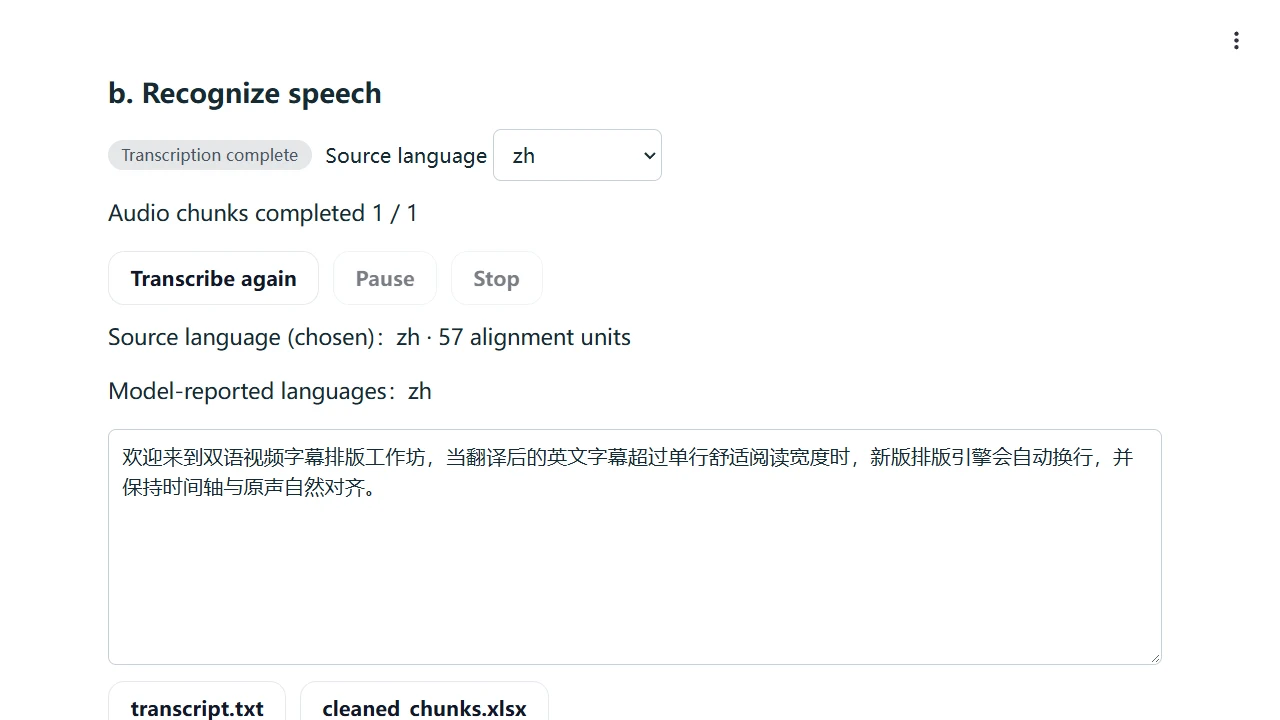 b. Recognize speech
Transcription complete
Source language
zh
Audio chunks completed 1 / 1
Transcribe again
Pause
Stop
Source language (chosen)：zh · 57 alignment units
Model-reported languages：zh
欢迎来到双语视频字幕排版工作坊，当翻译后的英文字幕超过单行舒适阅读宽度时，新版排版引擎会自动换行，并
保持时间轴与原声自然对齐。
transcript.txt
cleaned_chunks.xlsx